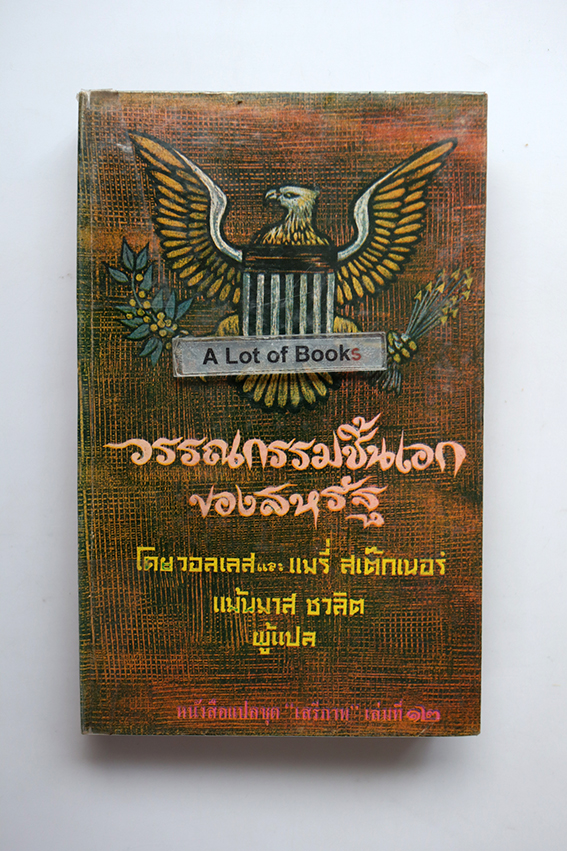 A Lot of Books
วรรณกรรมชิ้นเอก
ของสหรัฐ
โดยวอลเลสและ แมรี่ สเต๊กเนอร์
แม้นมาส ชวลิต
ผู้แปล
หนังสือแปลชุด "เสรีภาพ" เล่มที่ ๑๒